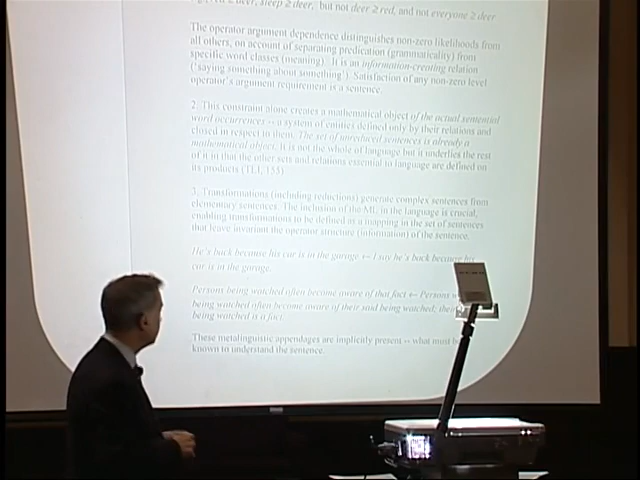 deer, sleep ≥ deer, but not deer ≥ red, and not everyone ≥ deer
The operator argument dependence distinguishes non-zero likelihoods from
all others, on account of separating predication (grammaticality) from
specific word classes (meaning). It is an information-creating relation
('saying something about something'). Satisfaction of any non-zero level
operator's argument requirement is a sentence.
2. This constraint alone creates a mathematical object of the actual sentential
word occurrences -- a system of entities defined only by their relations and
closed in respect to them. The set of unreduced sentences is already a
mathematical object. It is not the whole of language but it underlies the rest
of it in that the other sets and relations essential to language are defined on
its products (TLI, 155)
3. Transformations (including reductions) generate complex sentences from
elementary sentences. The inclusion of the ML in the language is crucial,
enabling transformations to be defined as a mapping in the set of sentences
that leave invariant the operator structure (information) of the sentence.
He's back because his car is in the garage ← I say he's back because his
car is in the garage.
Persons being watched often become aware of that fact ← Persons
being watched often become aware of their said being watched;
being watched is a fact.
These metalinguistic appendages are implicitly present -- what must be
known to understand the sentence.